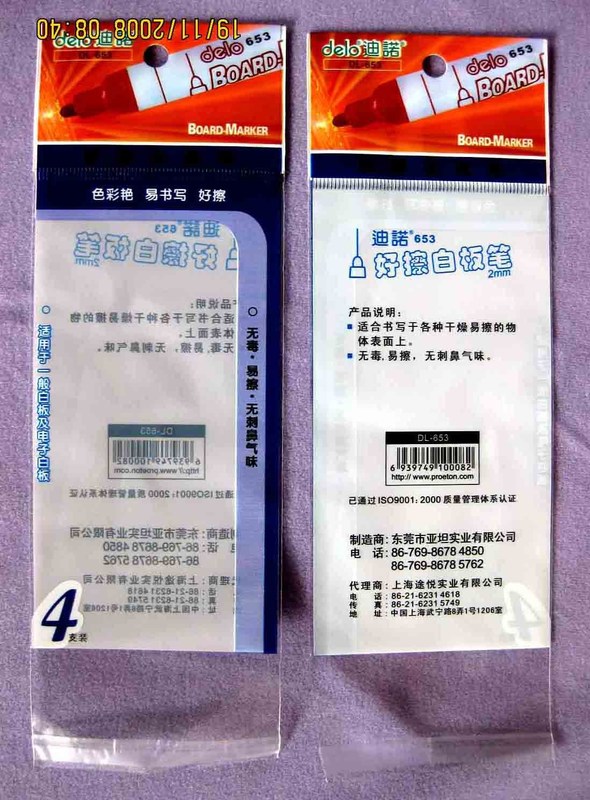 19/11/2008 08:40
delo 迪諾
DL-653
delo 653
BOARD-
BOARD-MARKER
色彩艳 易书写 好擦
适用于一般白板及电子白板
无毒·易擦·无刺鼻气味
4支装
delo® 迪諾®
DL-653
delo 653
BOARD-
BOARD-MARKER
迪諾® 653
好擦白板笔
2mm
产品说明:
适合书写于各种干燥易擦的物
体表面上。
无毒,易擦,无刺鼻气味。
DL-653
6 939749 100082
http://www.proeton.com
已通过ISO9001:2000 质量管理体系认证
制造商:东莞市亚坦实业有限公司
电 话:86-769-8678 4850
86-769-8678 5762
代理商:上海途悦实业有限公司
电 话:86-21-6231 4618
传 真:86-21-6231 5749
地 址:中国上海武宁路8弄1号1206室
4